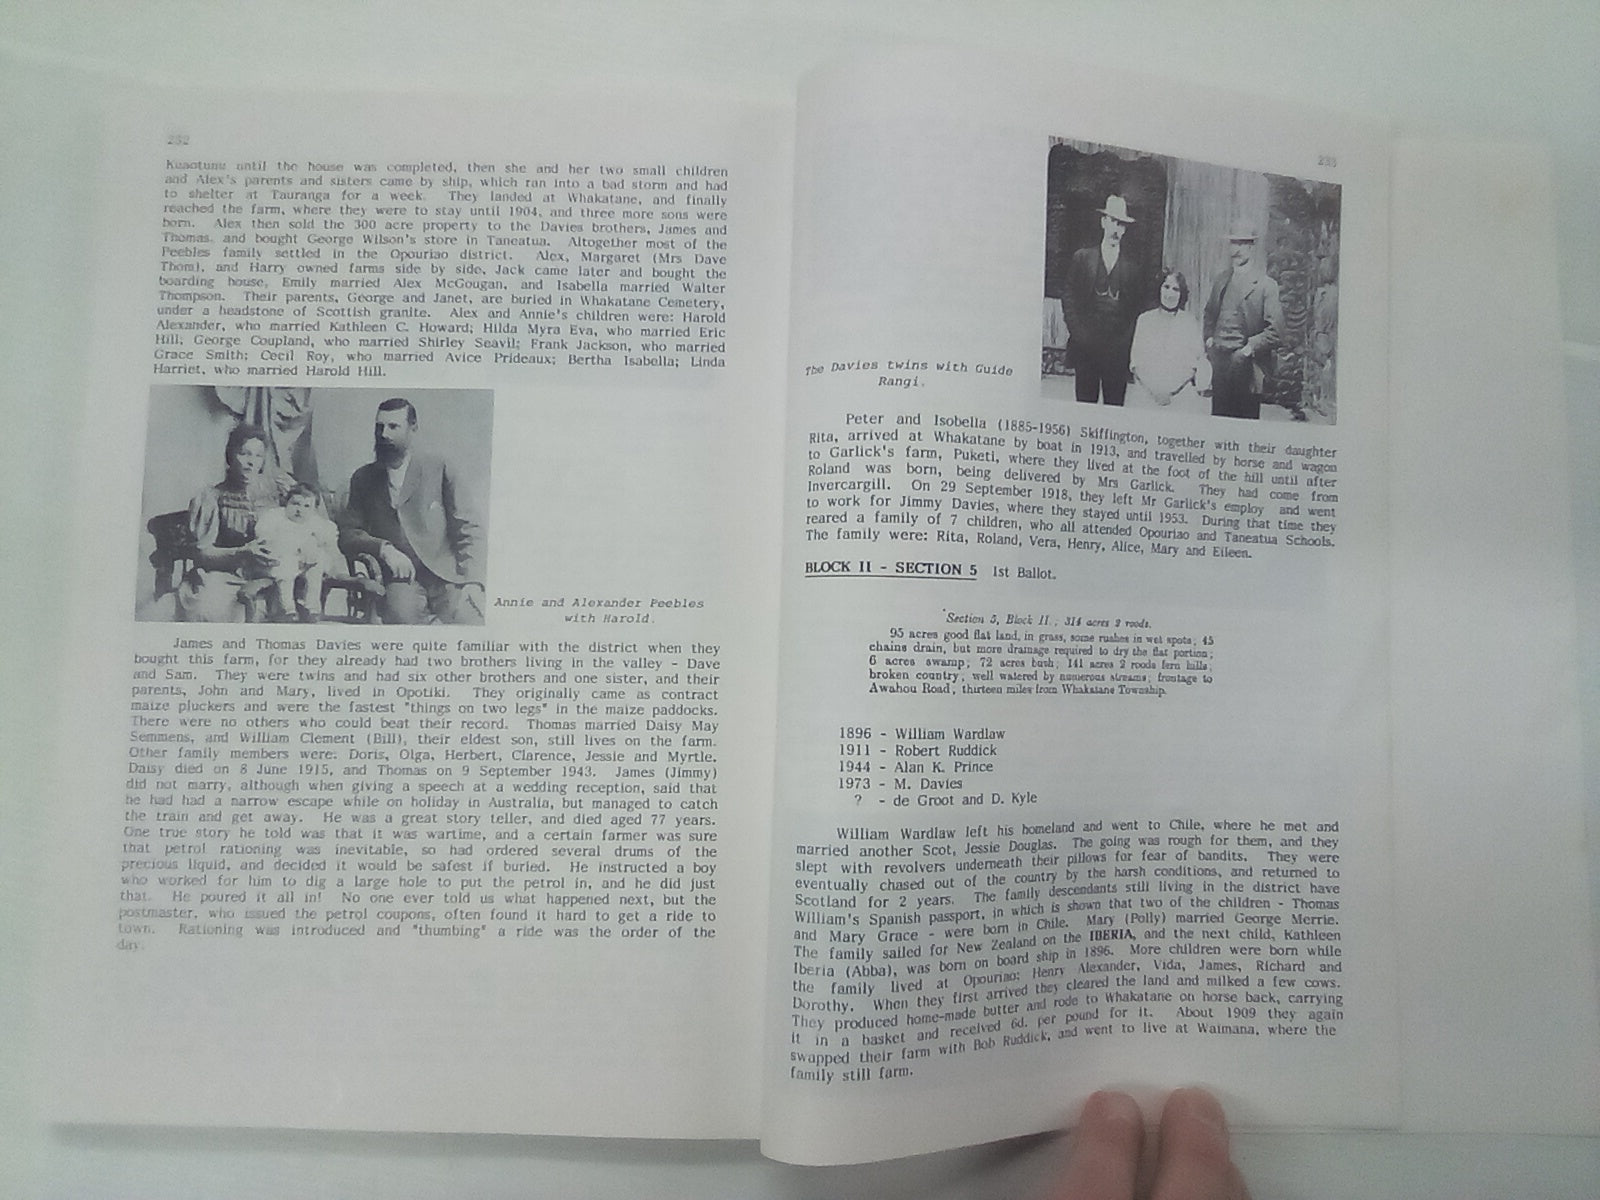 232
Kuaotunu until the house was completed, then she and her two small children
and Alex's parents and sisters came by ship, which ran into a bad storm and had
to shelter at Tauranga for a week. They landed at Whakatane, and finally
reached the farm, where they were to stay until 1904, and three more sons were
born. Alex then sold the 300 acre property to the Davies brothers, James and
Thomas, and bought George Wilson's store in Taneatua. Altogether most of the
Peebles family settled in the Opouriao district. Alex, Margaret (Mrs Dave
Thom), and Harry owned farms side by side, Jack came later and bought the
boarding house, Emily married Alex McGougan, and Isabella married Walter
Thompson. Their parents, George and Janet, are buried in Whakatane Cemetery,
under a headstone of Scottish granite. Alex and Annie's children were: Harold
Alexander, who married Kathleen C. Howard; Hilda Myra Eva, who married Eric
Hill; George Coupland, who married Shirley Seavil; Frank Jackson, who married
Grace Smith; Cecil Roy, who married Avice Prideaux; Bertha Isabella; Linda
Harriet, who married Harold Hill.
Annie and Alexander Peebles
with Harold.
James and Thomas Davies were quite familiar with the district when they
bought this farm, for they already had two brothers living in the valley - Dave
and Sam. They were twins and had six other brothers and one sister, and their
parents, John and Mary, lived in Opotiki. They originally came as contract
maize pluckers and were the fastest "things on two legs" in the maize paddocks.
There were no others who could beat their record. Thomas married Daisy May
Semmens, and William Clement (Bill), their eldest son, still lives on the farm.
Other family members were: Doris, Olga, Herbert, Clarence, Jessie and Myrtle.
Daisy died on 8 June 1915, and Thomas on 9 September 1943. James (Jimmy)
did not marry, although when giving a speech at a wedding reception, said that
he had had a narrow escape while on holiday in Australia, but managed to catch
the train and get away. He was a great story teller, and died aged 77 years.
One true story he told was that it was wartime, and a certain farmer was sure
that petrol rationing was inevitable, so had ordered several drums of the
precious liquid, and decided it would be safest if buried. He instructed a boy
who worked for him to dig a large hole to put the petrol in, and he did just
that. He poured it all in! No one ever told us what happened next, but the
postmaster, who issued the petrol coupons, often found it hard to get a ride to
town. Rationing was introduced and "thumbing" a ride was the order of the
day.
233
The Davies twins with Guide
Rangi.
Peter and Isobella (1885-1956) Skiffington, together with their daughter
Rita, arrived at Whakatane by boat in 1913, and travelled by horse and wagon
to Garlick's farm, Puketi, where they lived at the foot of the hill until after
Roland was born, being delivered by Mrs Garlick. They had come from
Invercargill. On 29 September 1918, they left Mr Garlick's employ and went
to work for Jimmy Davies, where they stayed until 1953. During that time they
reared a family of 7 children, who all attended Opouriao and Taneatua Schools.
The family were: Rita, Roland, Vera, Henry, Alice, Mary and Eileen.
BLOCK II - SECTION 5 1st Ballot.
Section 5, Block II.; 314 acres 2 roods.
95 acres good flat land, in grass, some rushes in wet spots; 45
chains drain, but more drainage required to dry the flat portion;
6 acres swamp; 72 acres bush; 141 acres 2 roods fern hills;
broken country; well watered by numerous streams; frontage to
Awahou Road; thirteen miles from Whakatane Township.
1896 - William Wardlaw
1911 - Robert Ruddick
1944 - Alan K. Prince
1973 - M. Davies
? - de Groot and D. Kyle
William Wardlaw left his homeland and went to Chile, where he met and
married another Scot, Jessie Douglas. The going was rough for them, and they
slept with revolvers underneath their pillows for fear of bandits. They were
eventually chased out of the country by the harsh conditions, and returned to
Scotland for 2 years. The family descendants still living in the district have
William's Spanish passport, in which is shown that two of the children - Thomas
and Mary Grace - were born in Chile. Mary (Polly) married George Merrie.
The family sailed for New Zealand on the IBERIA, and the next child, Kathleen
Iberia (Abba), was born on board ship in 1896. More children were born while
the family lived at Opouriao: Henry Alexander, Vida, James, Richard and
Dorothy. When they first arrived they cleared the land and milked a few cows.
They produced home-made butter and rode to Whakatane on horse back, carrying
it in a basket and received 6d. per pound for it. About 1909 they again
swapped their farm with Bob Ruddick, and went to live at Waimana, where the
family still farm.